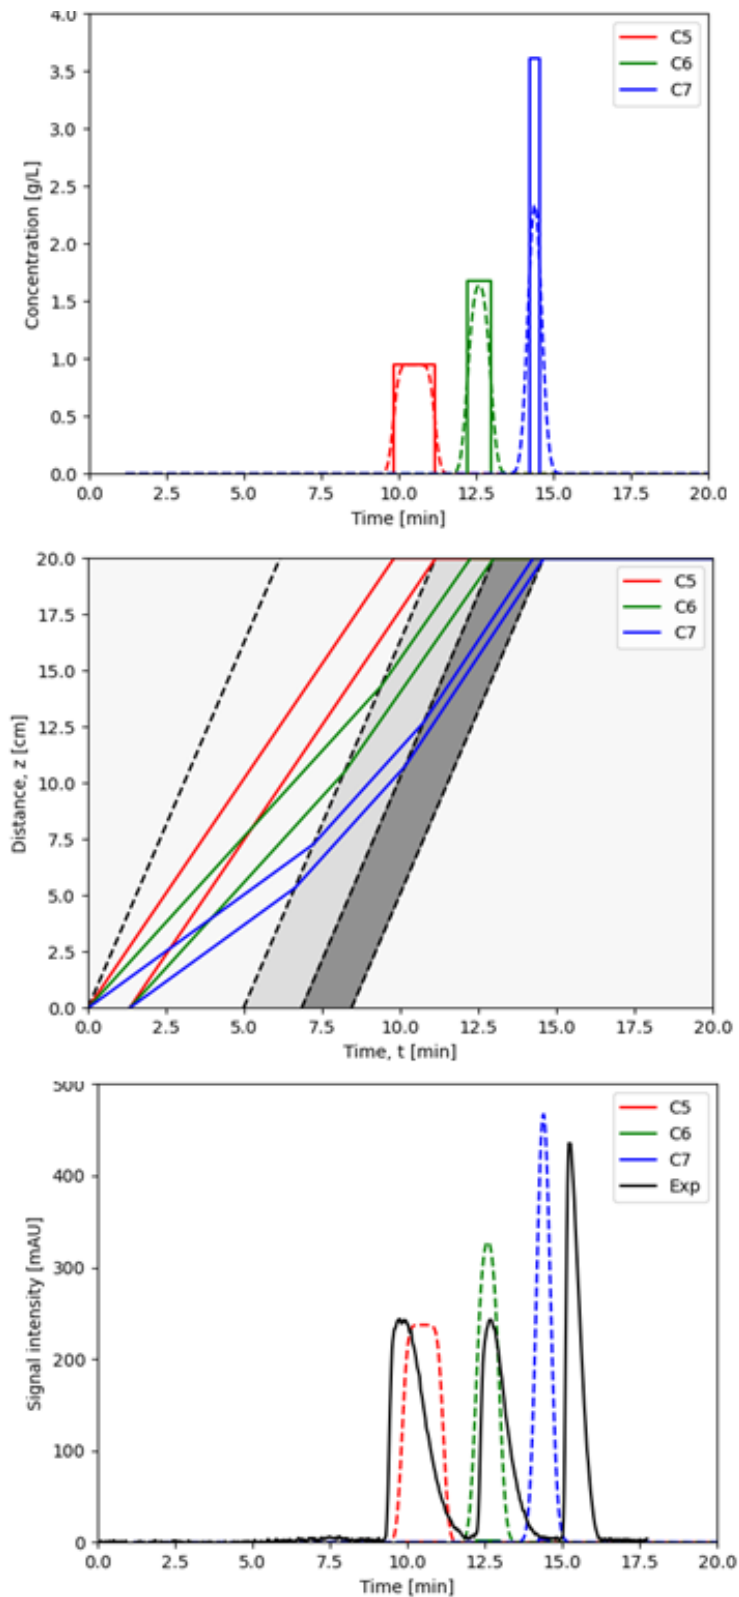 4.0
3.5
3.0
2.5
2.0
1.5
1.0
0.5
0.0
Concentration [g/L]
C5
C6
C7
0.0 2.5 5.0 7.5 10.0 12.5 15.0 17.5 20.0
Time [min]
20.0
17.5
15.0
12.5
10.0
7.5
5.0
2.5
0.0
Distance, z [cm]
C5
C6
C7
0.0 2.5 5.0 7.5 10.0 12.5 15.0 17.5 20.0
Time, t [min]
500
400
300
200
100
0
Signal intensity [mAU]
C5
C6
C7
Exp
0.0 2.5 5.0 7.5 10.0 12.5 15.0 17.5 20.0
Time [min]